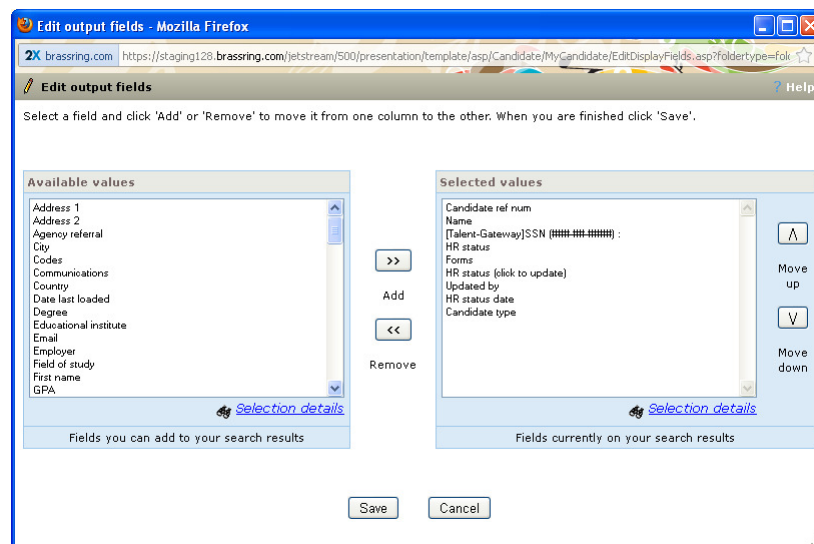 Edit output fields - Mozilla Firefox
2X brassring.com https://staging128.brassring.com/jetstream/500/presentation/template/asp/Candidate/MyCandidate/EditDisplayFields.asp?foldertype=fol
Edit output fields
? Help
Select a field and click 'Add' or 'Remove' to move it from one column to the other. When you are finished click 'Save'.
Available values
Address 1
Address 2
Agency referral
City
Codes
Communications
Country
Date last loaded
Degree
Educational institute
Email
Employer
Field of study
First name
GPA
Selection details
Fields you can add to your search results
>>
Add
<<
Remove
Selected values
Candidate ref num
Name
[Talent-Gateway]SSN (###-##-####) :
HR status
Forms
HR status (click to update)
Updated by
HR status date
Candidate type
Selection details
Fields currently on your search results
Move
up
Move
down
Save
Cancel